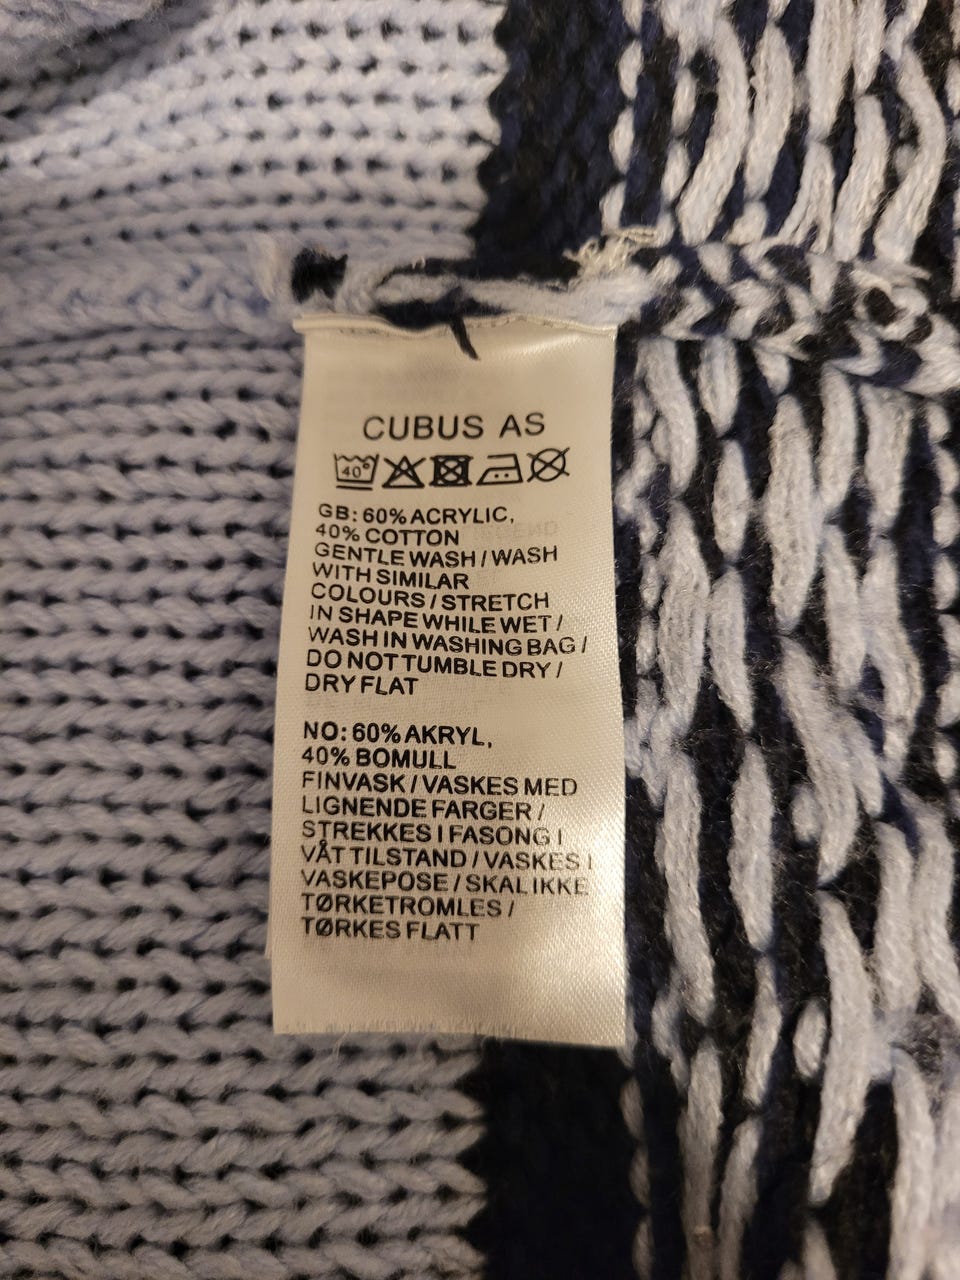 CUBUS AS
40°
GB: 60% ACRYLIC,
40% COTTON
GENTLE WASH / WASH
WITH SIMILAR
COLOURS / STRETCH
IN SHAPE WHILE WET /
WASH IN WASHING BAG /
DO NOT TUMBLE DRY /
DRY FLAT
NO: 60% AKRYL,
40% BOMULL
FINVASK / VASKES MED
LIGNENDE FARGER /
STREKKES I FASONG I
VÅT TILSTAND / VASKES I
VASKEPOSE / SKAL IKKE
TØRKETROMLES /
TØRKES FLATT